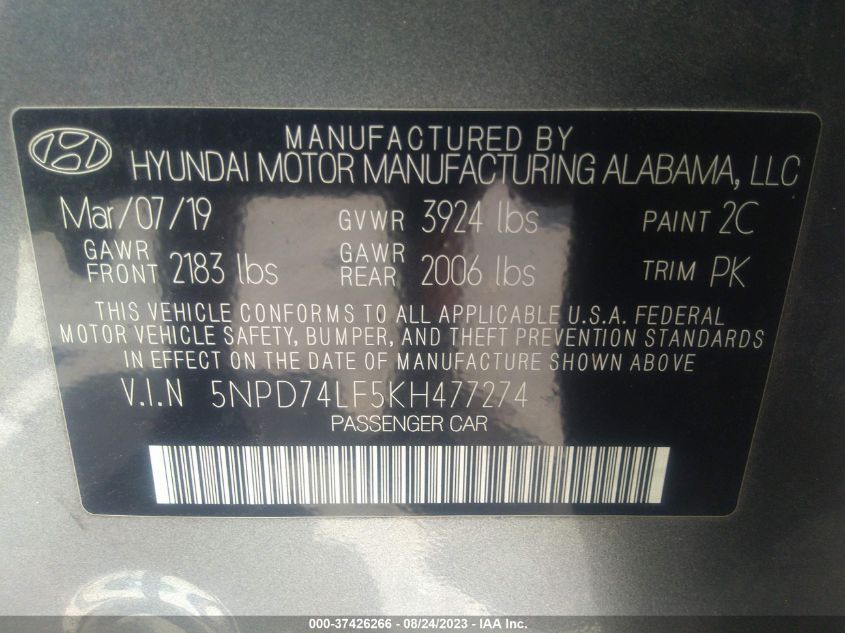 MANUFACTURED BY
HYUNDAI MOTOR MANUFACTURING ALABAMA, LLC
Mar/07/19 GVWR 3924 lbs PAINT 2C
GAWR FRONT 2183 lbs GAWR REAR 2006 lbs TRIM PK
THIS VEHICLE CONFORMS TO ALL APPLICABLE U.S.A. FEDERAL
MOTOR VEHICLE SAFETY, BUMPER, AND THEFT PREVENTION STANDARDS
IN EFFECT ON THE DATE OF MANUFACTURE SHOWN ABOVE
V.I.N 5NPD74LF5KH477274
PASSENGER CAR
000-37426266 - 08/24/2023 - IAA Inc.